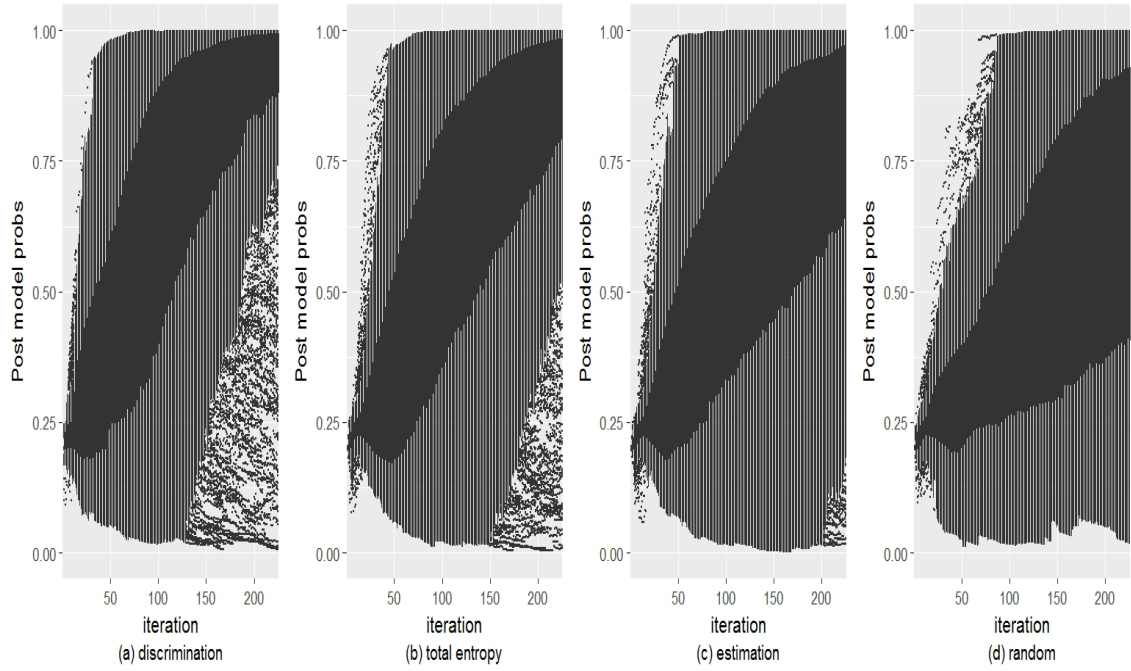 Post model probs
1.00
0.75
0.50
0.25
0.00
50 100 150 200
iteration
(a) discrimination
Post model probs
1.00
0.75
0.50
0.25
0.00
50 100 150 200
iteration
(b) total entropy
Post model probs
1.00
0.75
0.50
0.25
0.00
50 100 150 200
iteration
(c) estimation
Post model probs
1.00
0.75
0.50
0.25
0.00
50 100 150 200
iteration
(d) random